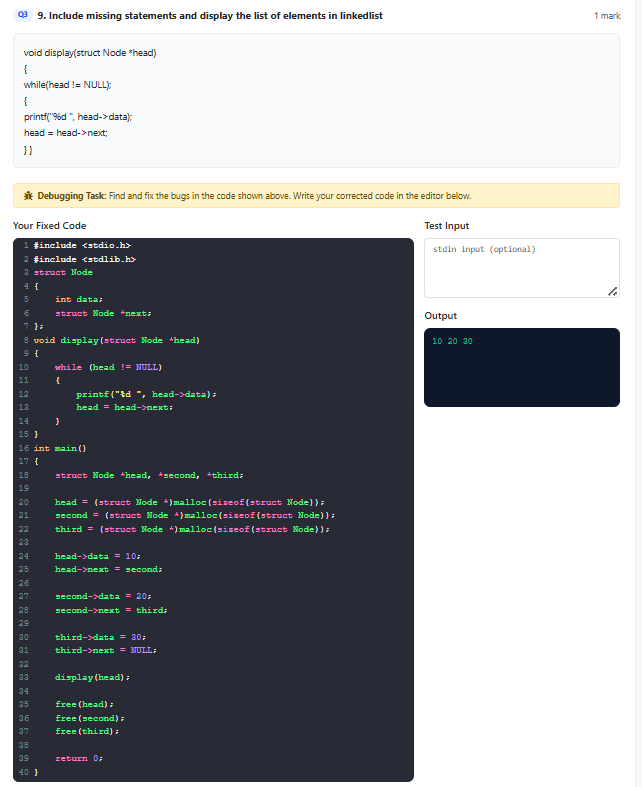 Q3 9. Include missing statements and display the list of elements in linkedlist 1 mark
void display(struct Node *head)
{
while(head != NULL);
{
printf("%d ", head->data);
head = head->next;
} }
Debugging Task: Find and fix the bugs in the code shown above. Write your corrected code in the editor below.
Your Fixed Code
1 #include <stdio.h>
2 #include <stdlib.h>
3 struct Node
4 {
5 int data;
6 struct Node *next;
7 };
8 void display(struct Node *head)
9 {
10 while (head != NULL)
11 {
12 printf("%d ", head->data);
13 head = head->next;
14 }
15 }
16 int main()
17 {
18 struct Node *head, *second, *third;
19
20 head = (struct Node *)malloc(sizeof(struct Node));
21 second = (struct Node *)malloc(sizeof(struct Node));
22 third = (struct Node *)malloc(sizeof(struct Node));
23
24 head->data = 10;
25 head->next = second;
26
27 second->data = 20;
28 second->next = third;
29
30 third->data = 30;
31 third->next = NULL;
32
33 display(head);
34
35 free(head);
36 free(second);
37 free(third);
38
39 return 0;
40 }
Test Input
stdin input (optional)
Output
10 20 30